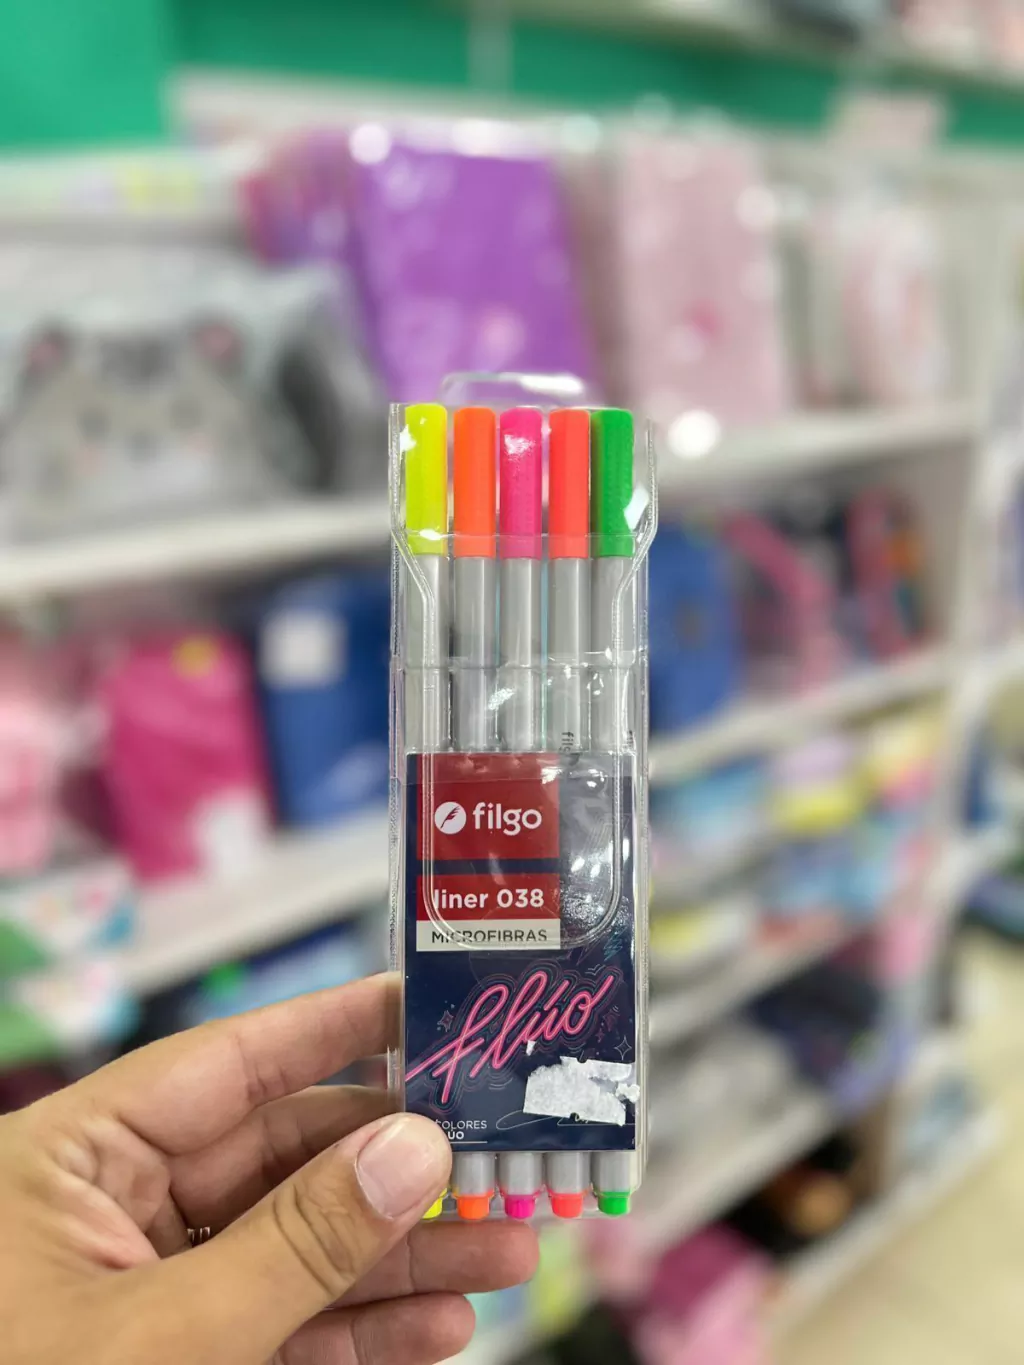 filgo
liner 038
MICROFIBRAS
flúo
COLORES